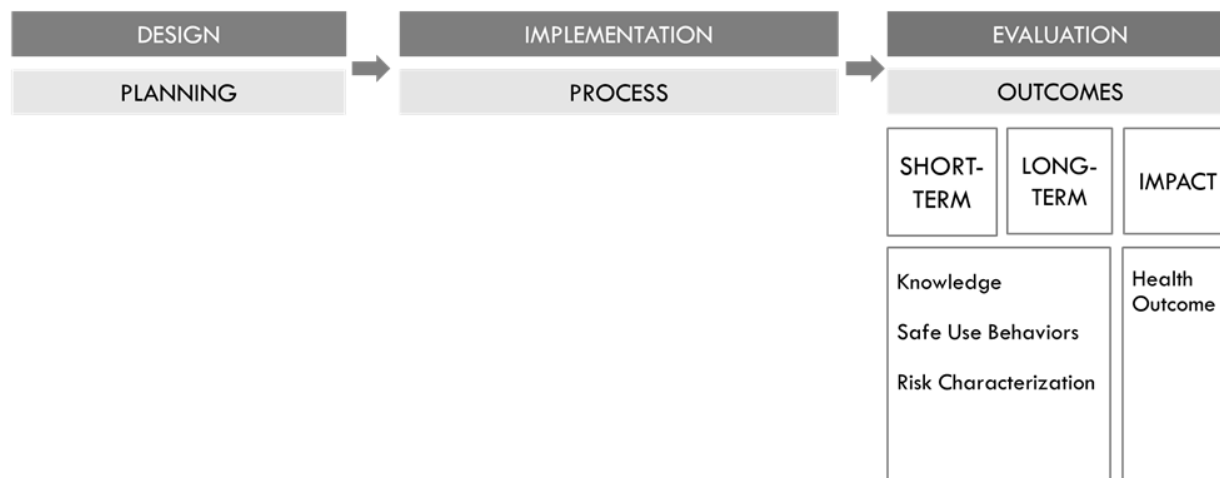 DESIGN
IMPLEMENTATION
EVALUATION
PLANNING
PROCESS
OUTCOMES
SHORT-
TERM
LONG-
TERM
IMPACT
Knowledge
Safe Use Behaviors
Risk Characterization
Health
Outcome